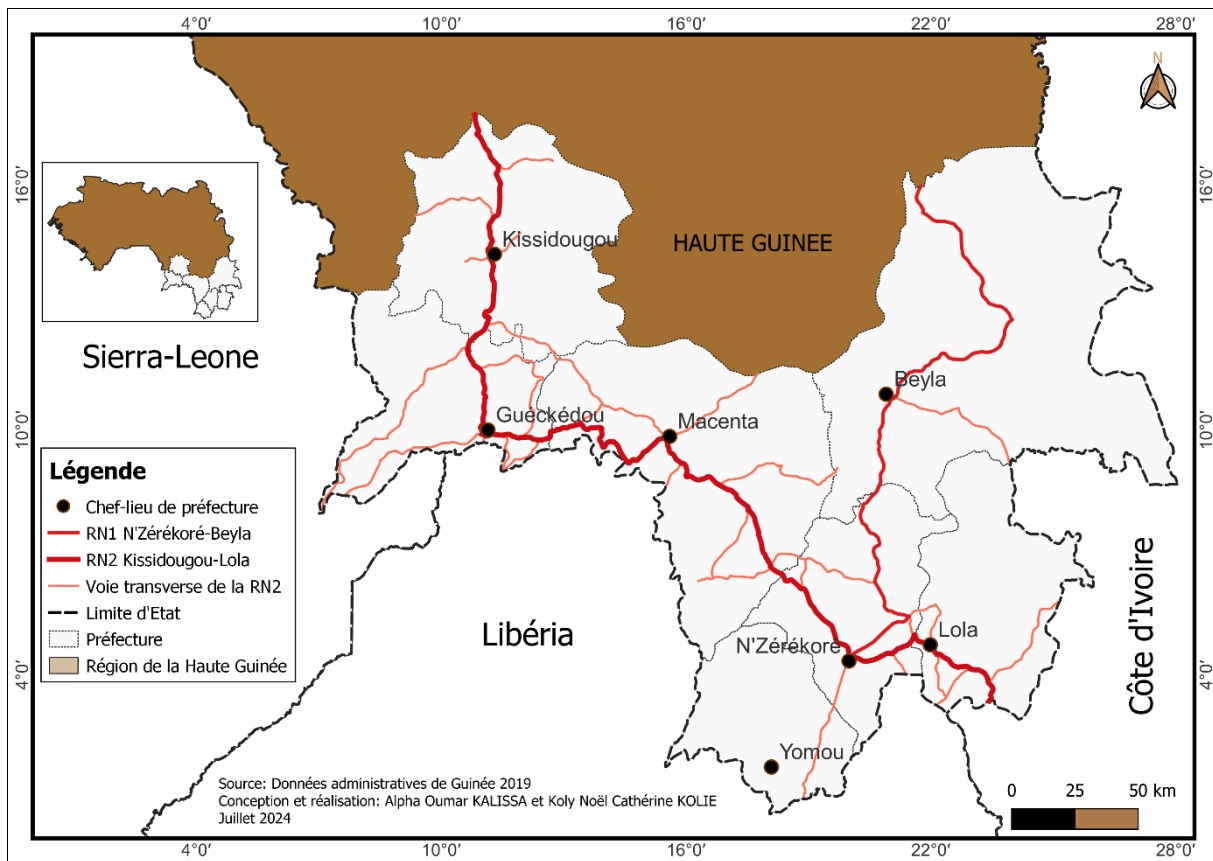 4°0' 10°0' 16°0' 22°0' 28°0'
N
16°0' 16°0'
Kissidougou
HAUTE GUINEE
Sierra-Leone
Beyla
Guéckédou
Macenta
10°0' 10°0'
Légende
Chef-lieu de préfecture
RN1 N'Zérékoré-Beyla
RN2 Kissidougou-Lola
Voie transverse de la RN2
Limite d'Etat
Préfecture
Région de la Haute Guinée
Libéria
Côte d'Ivoire
Lola
N'Zérékoré
4°0' 4°0'
Yomou
Source: Données administratives de Guinée 2019
Conception et réalisation: Alpha Oumar KALISSA et Koly Noël Cathérine KOLIE
Juillet 2024
0 25 50 km
4°0' 10°0' 16°0' 22°0' 28°0'